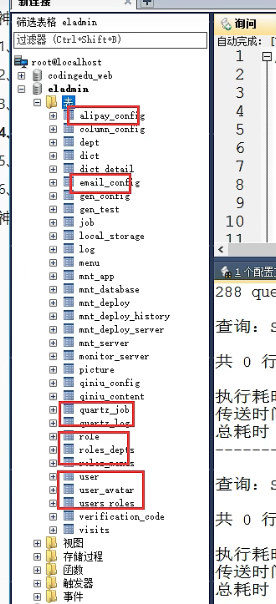 新连接
筛选表格 eladmin
过滤器 (Ctrl+Shift+B)
root@localhost
codingedu_web
eladmin
表
alipay_config
column_config
dept
dict
dict_detail
email_config
gen_config
gen_test
job
local_storage
log
menu
mnt_app
mnt_database
mnt_deploy
mnt_deploy_history
mnt_deploy_server
mnt_server
monitor_server
picture
qiniu_config
qiniu_content
quartz_job
quartz_log
role
roles_depts
roles_menus
user
user_avatar
users_roles
verification_code
visits
视图
存储过程
函数
触发器
事件
询问
自动完成: [
1
2
3
4
5
6
7
8
9
10
11
1 个配置
288 que
查询: s
共 0 行
执行耗时
传送时间
总耗时
查询: s
共 0 行
执行耗时
传送时间
总耗时